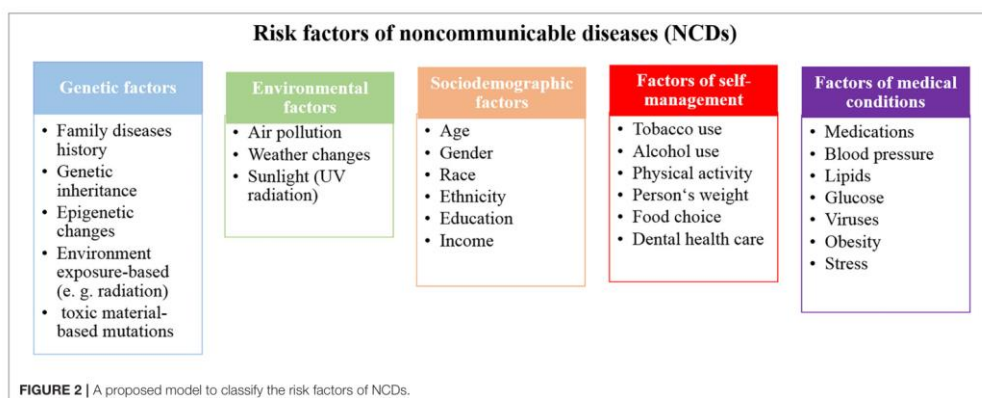 Risk factors of noncommunicable diseases (NCDs)
Genetic factors
• Family diseases
history
• Genetic
inheritance
• Epigenetic
changes
• Environment
exposure-based
(e. g. radiation)
• toxic material-
based mutations
Environmental
factors
• Air pollution
• Weather changes
• Sunlight (UV
radiation)
Sociodemographic
factors
• Age
• Gender
• Race
• Ethnicity
• Education
• Income
Factors of self-
management
• Tobacco use
• Alcohol use
• Physical activity
• Person‘s weight
• Food choice
• Dental health care
Factors of medical
conditions
• Medications
• Blood pressure
• Lipids
• Glucose
• Viruses
• Obesity
• Stress
FIGURE 2 | A proposed model to classify the risk factors of NCDs.